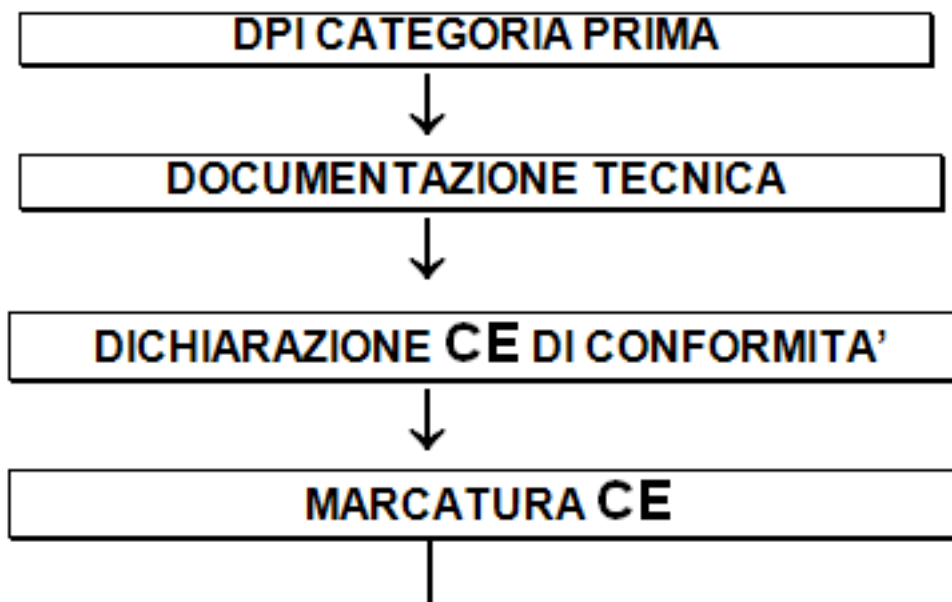 DPI CATEGORIA PRIMA
DOCUMENTAZIONE TECNICA
DICHIARAZIONE CE DI CONFORMITA’
MARCATURA CE